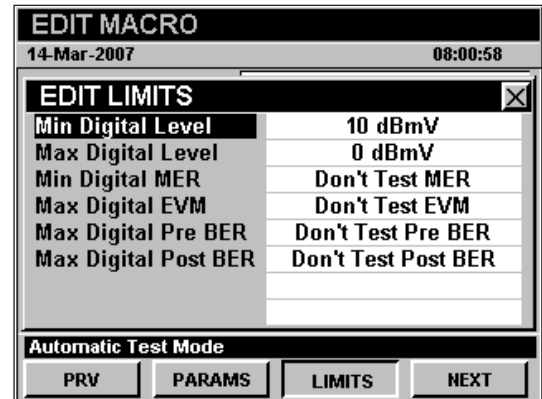 EDIT MACRO
14-Mar-2007 08:00:58
EDIT LIMITS
Min Digital Level 10 dBmV
Max Digital Level 0 dBmV
Min Digital MER Don't Test MER
Max Digital EVM Don't Test EVM
Max Digital Pre BER Don't Test Pre BER
Max Digital Post BER Don't Test Post BER
Automatic Test Mode
PRV PARAMS LIMITS NEXT